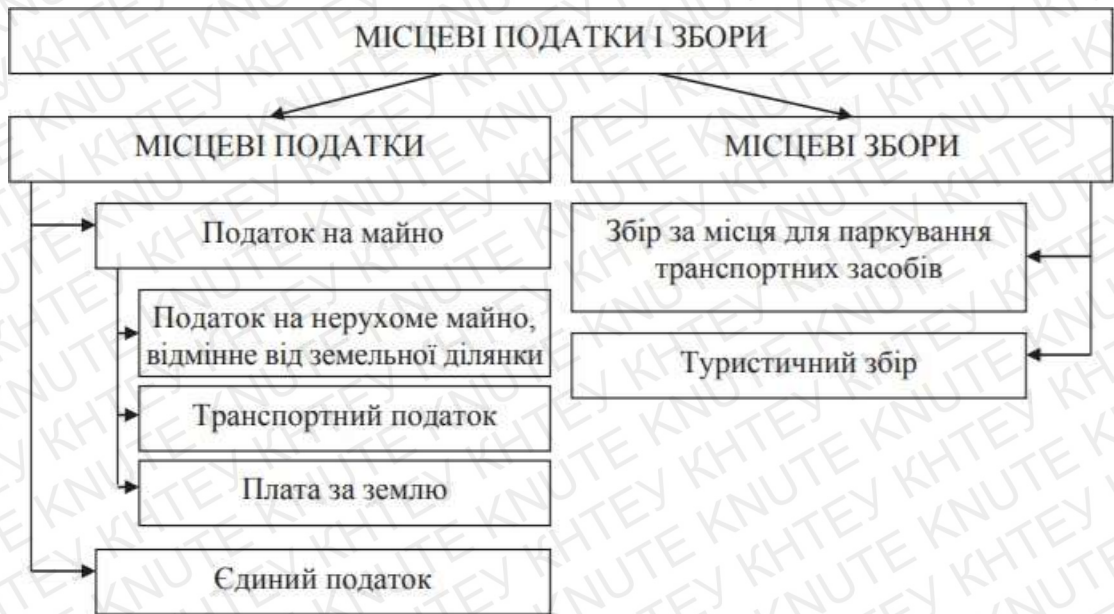 МІСЦЕВІ ПОДАТКИ І ЗБОРИ
МІСЦЕВІ ПОДАТКИ
Податок на майно
Податок на нерухоме майно,
відмінне від земельної ділянки
Транспортний податок
Плата за землю
Єдиний податок
МІСЦЕВІ ЗБОРИ
Збір за місця для паркування
транспортних засобів
Туристичний збір